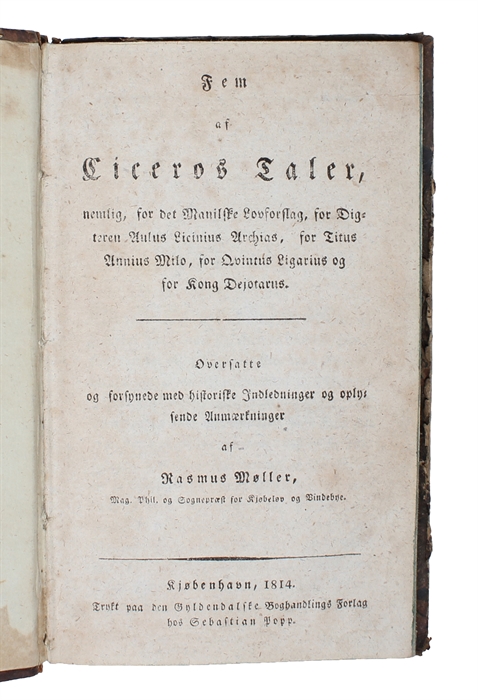 Fem
af
Ciceros Taler,
nemlig, for det Manilske Lovforslag, for Dig=
teren Aulus Licinius Archias, for Titus
Annius Milo, for Qvintus Ligarius og
for Kong Dejotarus.
Oversatte
og forsynede med historiske Indledninger og oply=
sende Anmærkninger
af
Rasmus Møller,
Mag. Phil. og Sognepræst for Kjøbeløv og Vindebye.
Kjøbenhavn, 1814.
Trykt paa den Gyldendalske Boghandlings Forlag
hos Sebastian Popp.